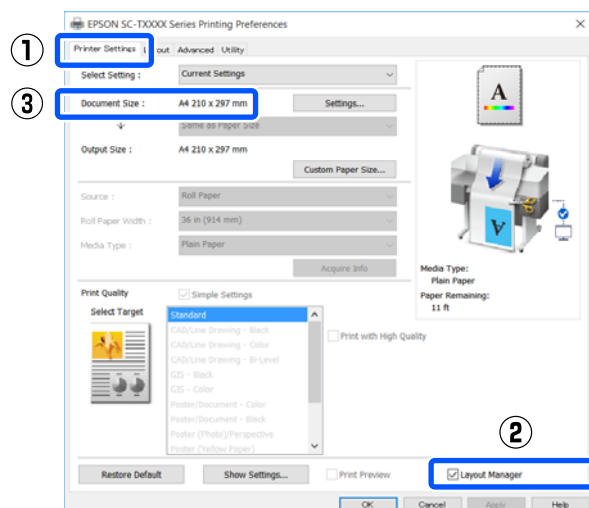 EPSON SC-TXXXX Series Printing Preferences
①
Printer Settings out Advanced Utility
Select Setting : Current Settings
③
Document Size : A4 210 x 297 mm Settings...
Same as Paper Size
Output Size : A4 210 x 297 mm
Custom Paper Size...
Source : Roll Paper
Roll Paper Width : 36 in (914 mm)
Media Type : Plain Paper
Acquire Info
A
A
Media Type:
Plain Paper
Paper Remaining:
11 ft
Print Quality Simple Settings
Select Target
Standard
CAD/Line Drawing - Black
CAD/Line Drawing - Color
CAD/Line Drawing - Bi-Level
GIS - Black
GIS - Color
Poster/Document - Color
Poster/Document - Black
Poster (Photo)/Perspective
Poster (Yellow Paper)
Print with High Quality
②
Restore Default Show Settings... Print Preview Layout Manager
OK Cancel Apply Help